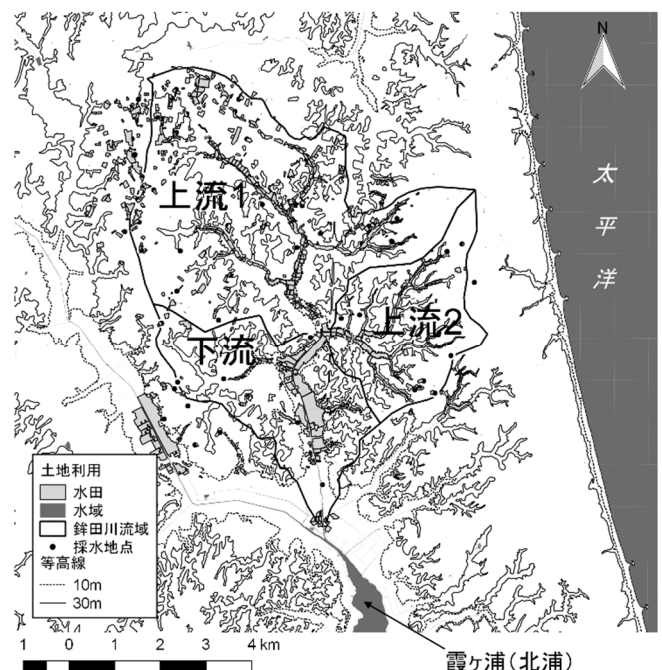 N
太
平
洋
上流1
上流2
下流
土地利用
水田
水域
鉾田川流域
採水地点
等高線
10m
30m
1 0 1 2 3 4 km
霞ヶ浦(北浦)